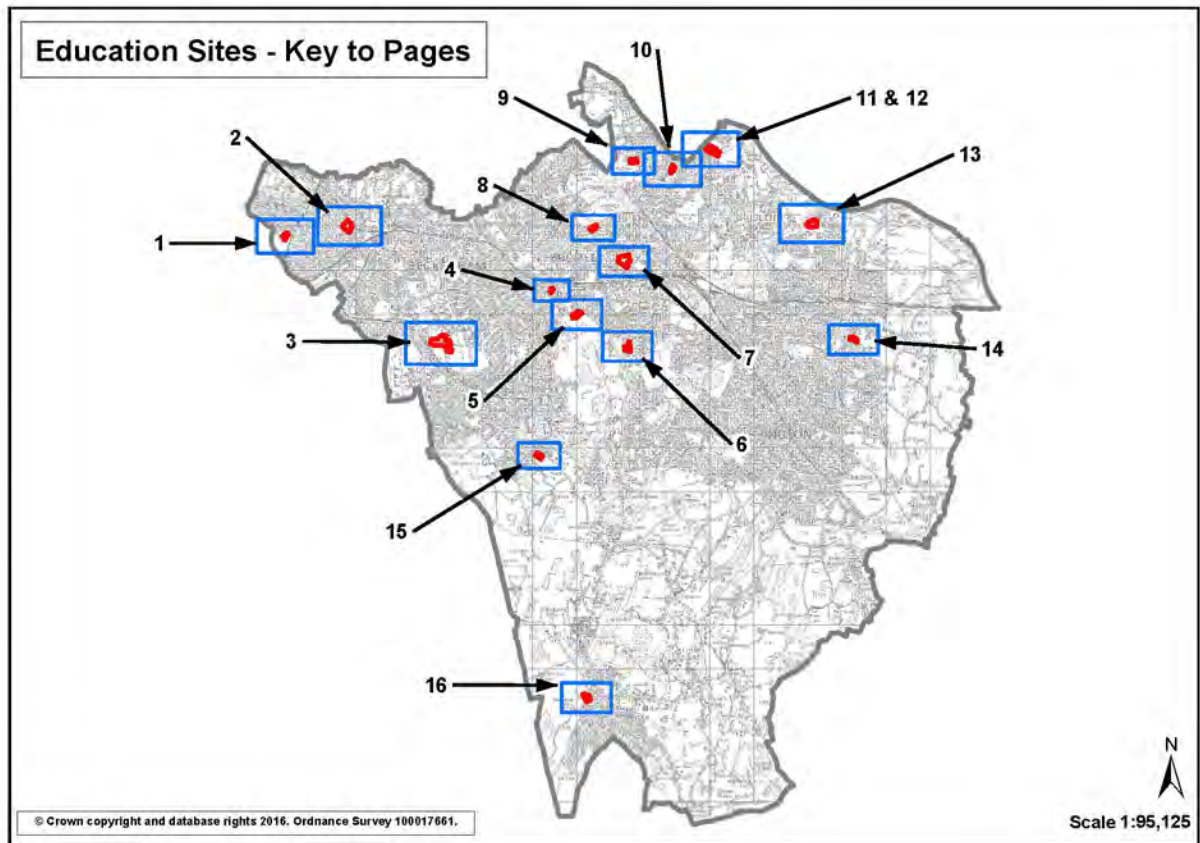 Education Sites - Key to Pages
10
9
11 & 12
2
13
8
1
4
3
14
7
5
6
15
16
N
© Crown copyright and database rights 2016. Ordnance Survey 100017661.
Scale 1:95,125